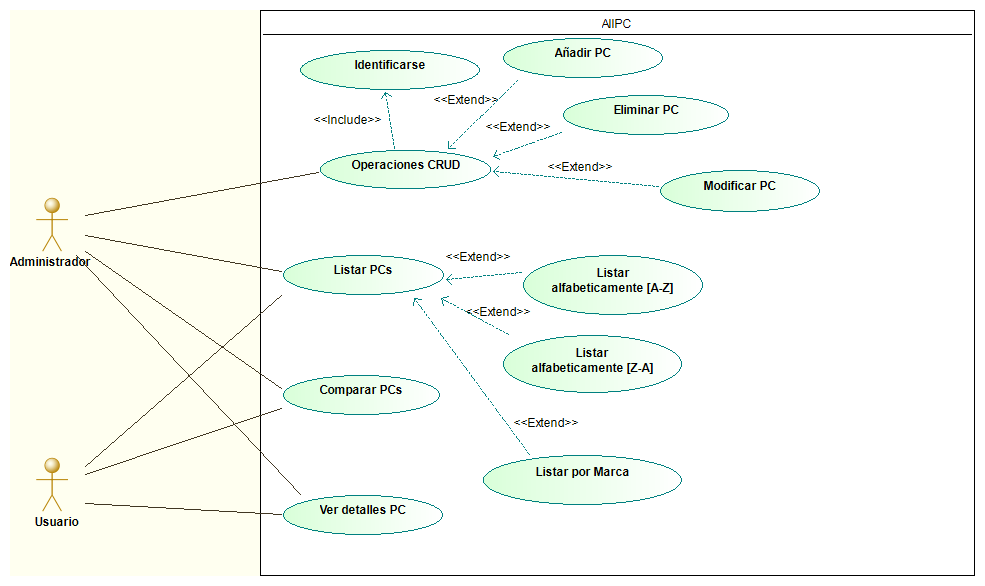 AllPC
Identificarse
Añadir PC
<<Extend>>
<<Include>>
Eliminar PC
<<Extend>>
Operaciones CRUD
<<Extend>>
Modificar PC
Administrador
Listar PCs
<<Extend>>
Listar
alfabeticamente [A-Z]
<<Extend>>
Listar
alfabeticamente [Z-A]
Comparar PCs
<<Extend>>
Listar por Marca
Usuario
Ver detalles PC